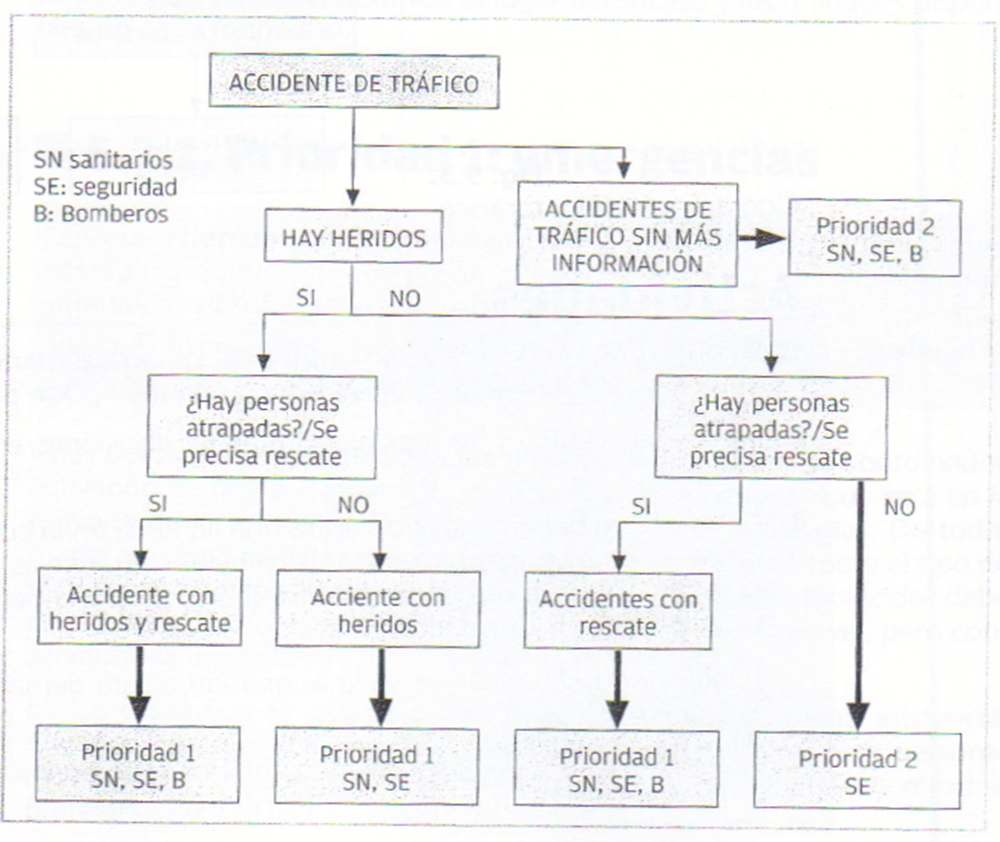 ACCIDENTE DE TRÁFICO
SN sanitarios
SE: seguridad
B: Bomberos
HAY HERIDOS
ACCIDENTES DE
TRÁFICO SIN MÁS
INFORMACIÓN
Prioridad 2
SN, SE, B
SI
NO
¿Hay personas
atrapadas?/Se
precisa rescate
¿Hay personas
atrapadas?/Se
precisa rescate
SI
NO
SI
NO
Accidente con
heridos y rescate
Acciente con
heridos
Accidentes con
rescate
Prioridad 1
SN, SE, B
Prioridad 1
SN, SE
Prioridad 1
SN, SE, B
Prioridad 2
SE